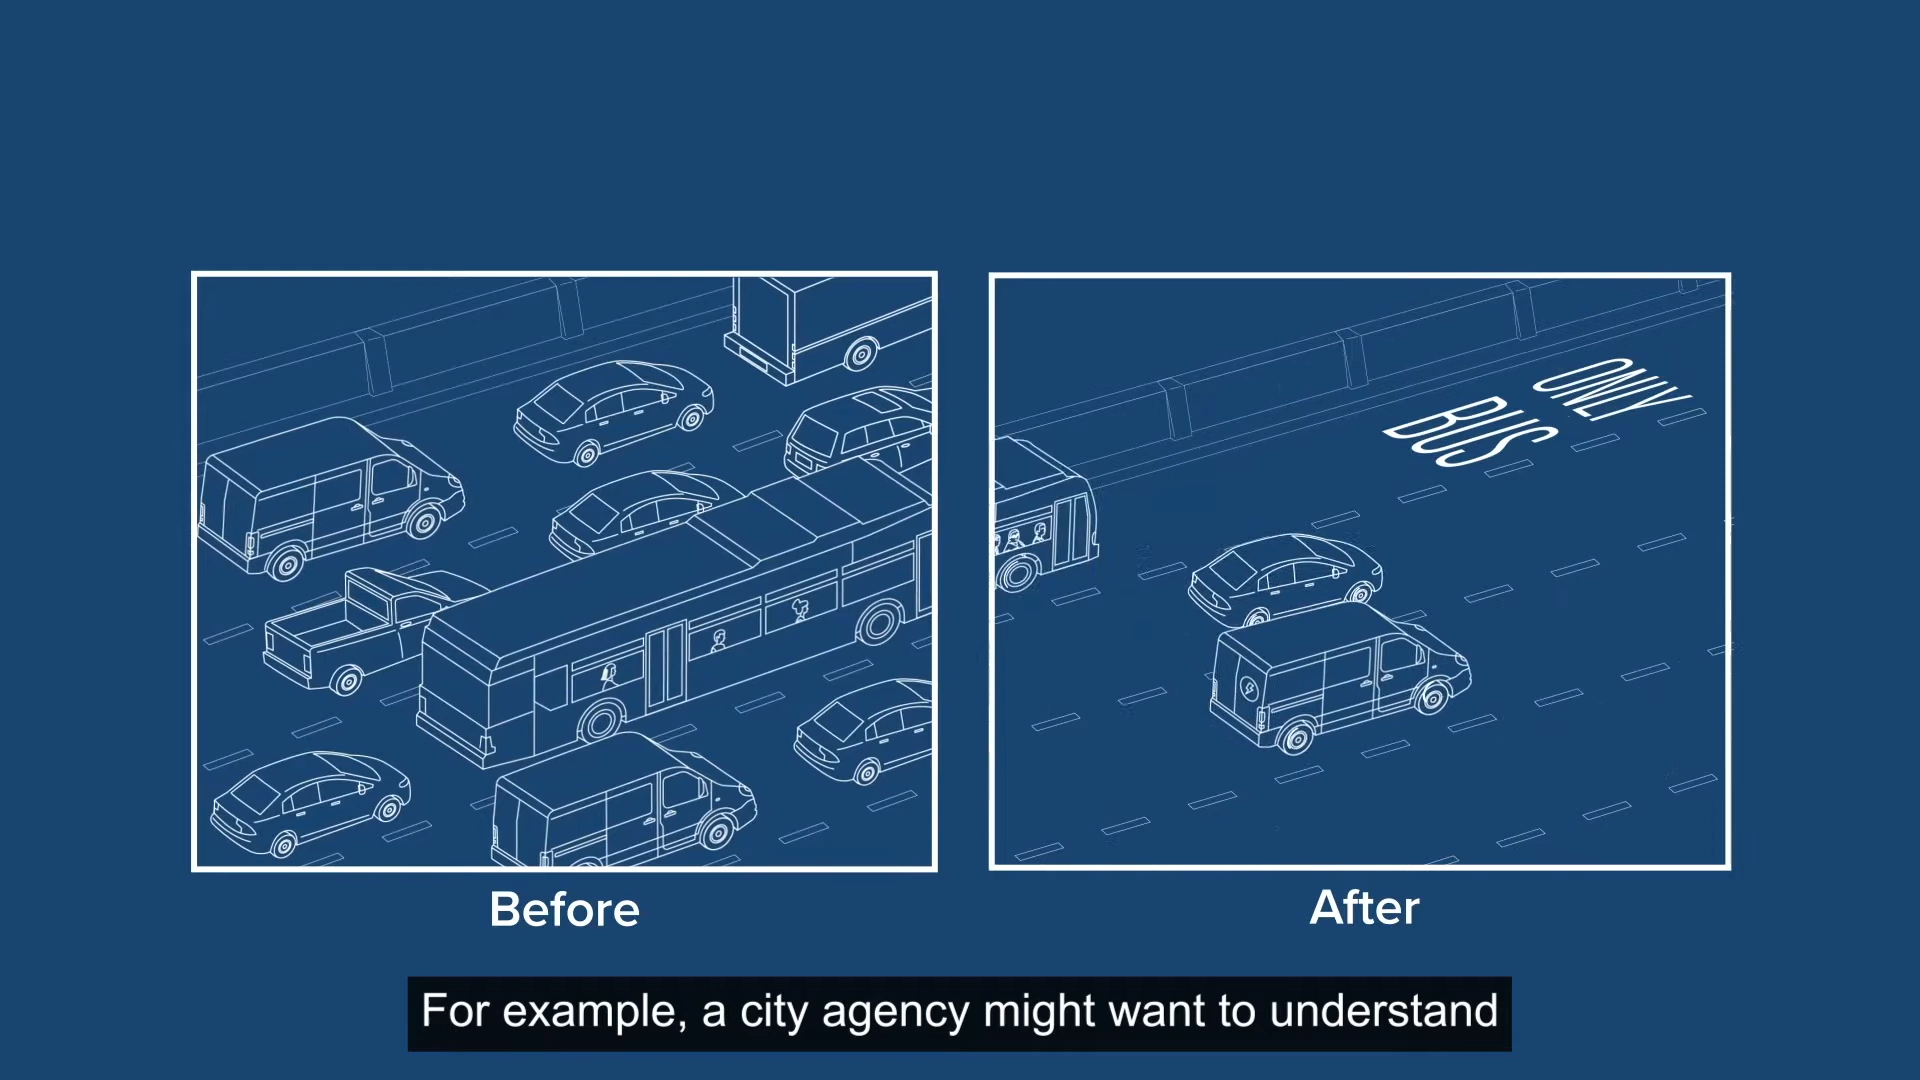 BUS
ONLY
Before
After
For example, a city agency might want to understand